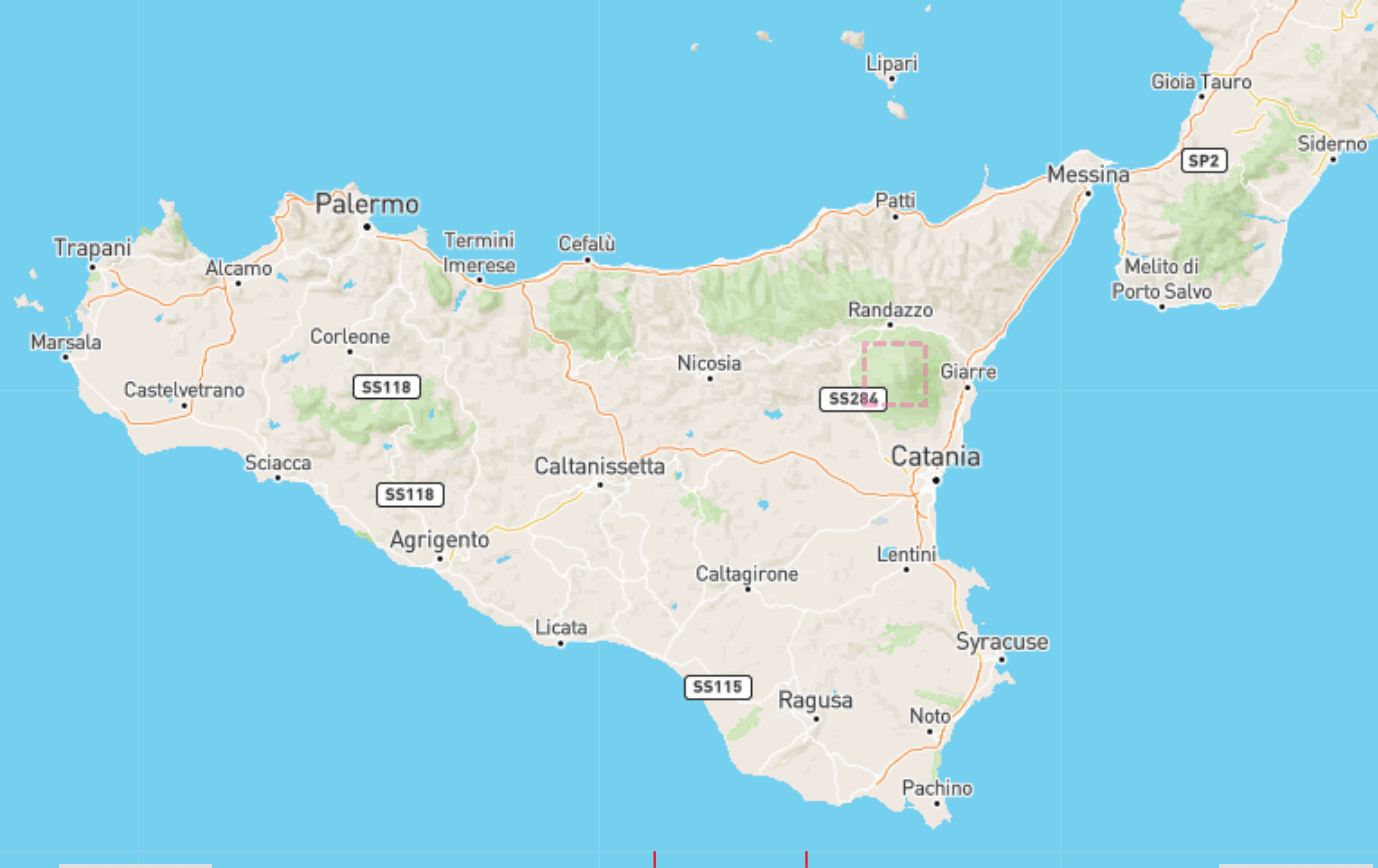 Lipari
Gioia Tauro
Siderno
SP2
Messina
Patti
Palermo
Trapani
Termini
Imerese
Cefalù
Alcamo
Melito di
Porto Salvo
Randazzo
Marsala
Corleone
Nicosia
Giarre
Castelvetrano
SS118
SS284
Sciacca
Caltanissetta
Catania
SS118
Agrigento
Lentini
Caltagirone
Licata
Syracuse
SS115
Ragusa
Noto
Pachino